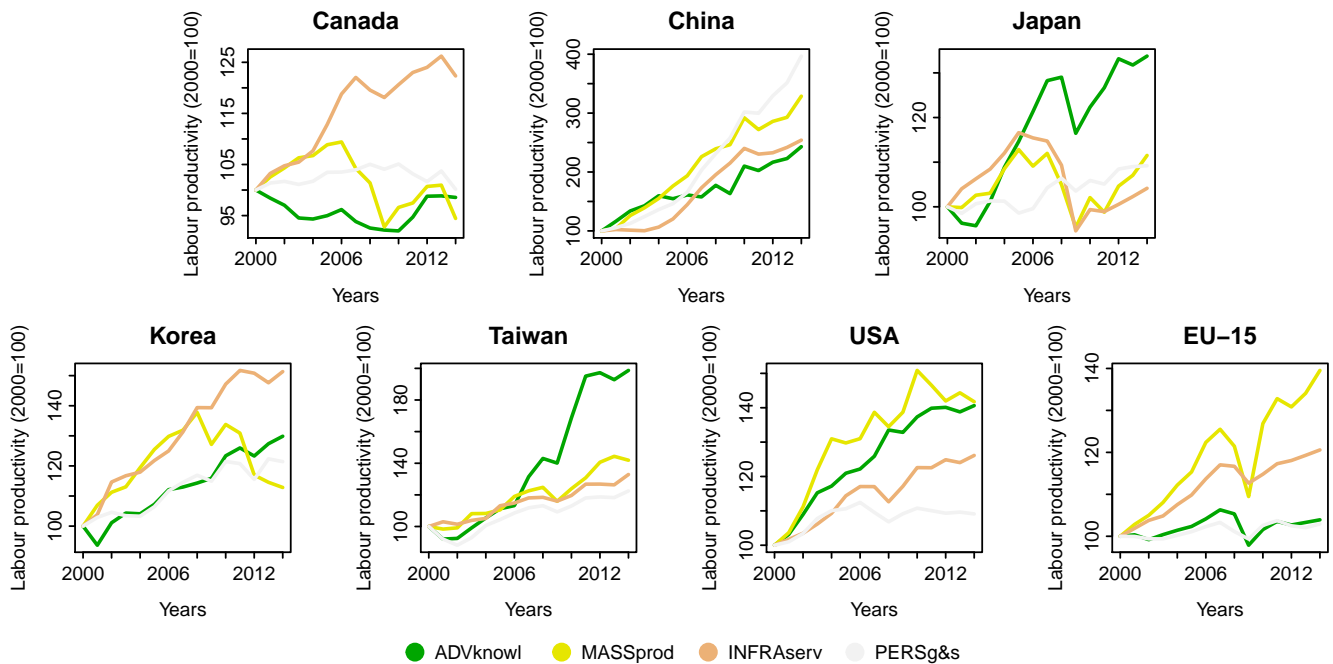 Canada
Labour productivity (2000=100)
95
105
115
125
2000
2006
2012
Years
China
Labour productivity (2000=100)
100
200
300
400
2000
2006
2012
Years
Japan
Labour productivity (2000=100)
100
120
2000
2006
2012
Years
Korea
Labour productivity (2000=100)
100
120
140
2000
2006
2012
Years
Taiwan
Labour productivity (2000=100)
100
140
180
2000
2006
2012
Years
USA
Labour productivity (2000=100)
100
120
140
2000
2006
2012
Years
EU–15
Labour productivity (2000=100)
100
120
140
2000
2006
2012
Years
ADVknowl
MASSprod
INFRAserv
PERSg&s